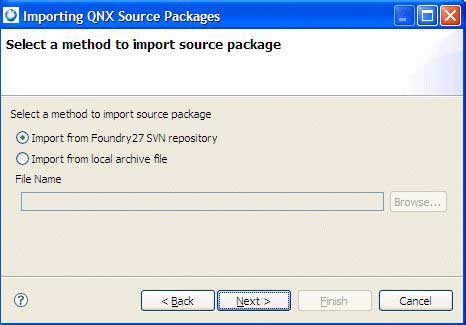 Importing QNX Source Packages
Select a method to import source package
Select a method to import source package
Import from Foundry27 SVN repository
Import from local archive file
File Name
Browse...
?
< Back
Next >
Finish
Cancel